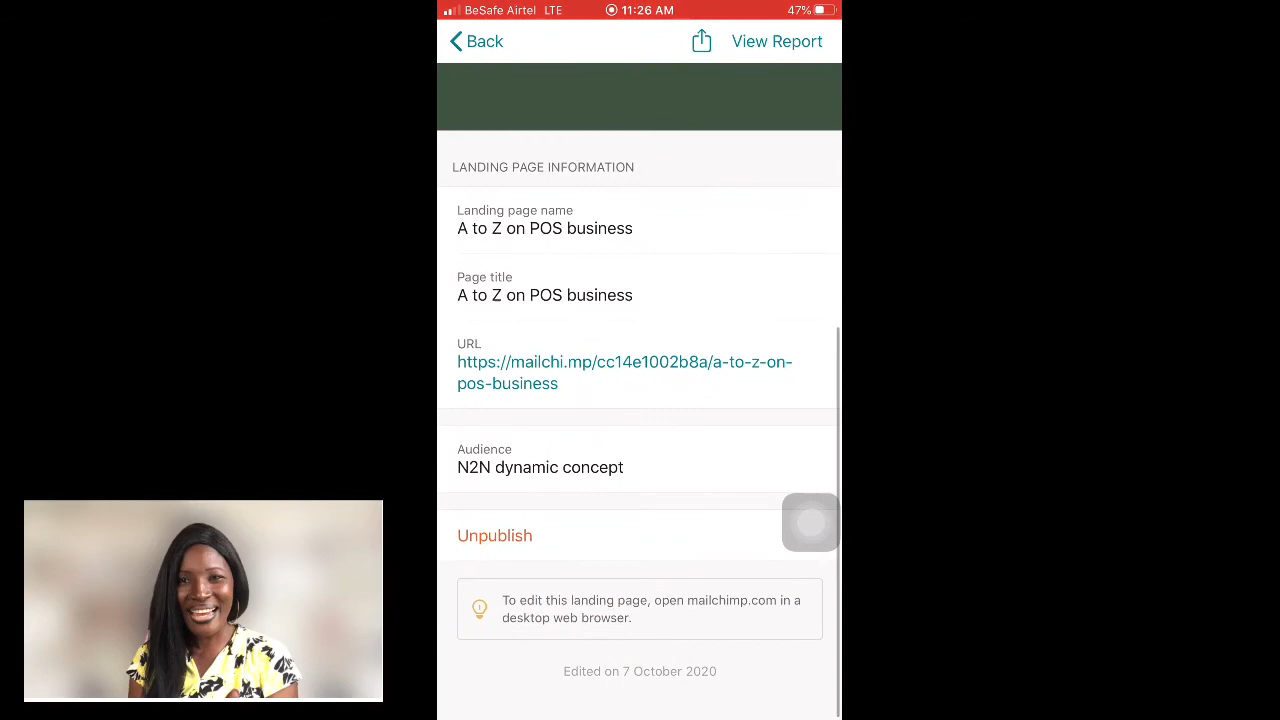 BeSafe Airtel LTE 11:26 AM 47%
Back View Report
LANDING PAGE INFORMATION
Landing page name
A to Z on POS business
Page title
A to Z on POS business
URL
https://mailchi.mp/cc14e1002b8a/a-to-z-on-
pos-business
Audience
N2N dynamic concept
Unpublish
To edit this landing page, open mailchimp.com in a
desktop web browser.
Edited on 7 October 2020